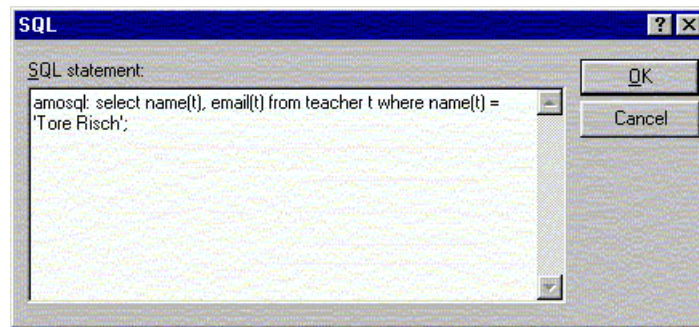 SQL
SQL statement:
OK
amosql: select name(t), email(t) from teacher t where name(t) =
'Tore Risch';
Cancel